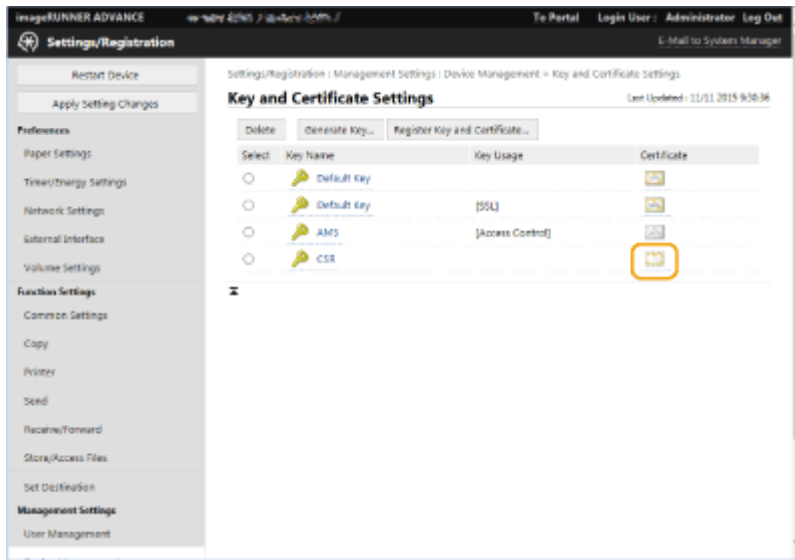 imageRUNNER ADVANCE
To Portal Login User : Administrator Log Out
Settings/Registration
E-Mail to System Manager
Restart Device
Apply Setting Changes
Preferences
Paper Settings
Timer/Energy Settings
Network Settings
External Interface
Volume Settings
Function Settings
Common Settings
Copy
Printer
Send
Receive/Forward
Store/Access Files
Set Destination
Management Settings
User Management
Settings/Registration : Management Settings : Device Management > Key and Certificate Settings
Key and Certificate Settings
Last Updated : 11/11 2015 9:30:36
Delete Generate Key... Register Key and Certificate...
Select Key Name Key Usage Certificate
Default Key
Default Key [SSL]
AMS [Access Control]
CSR